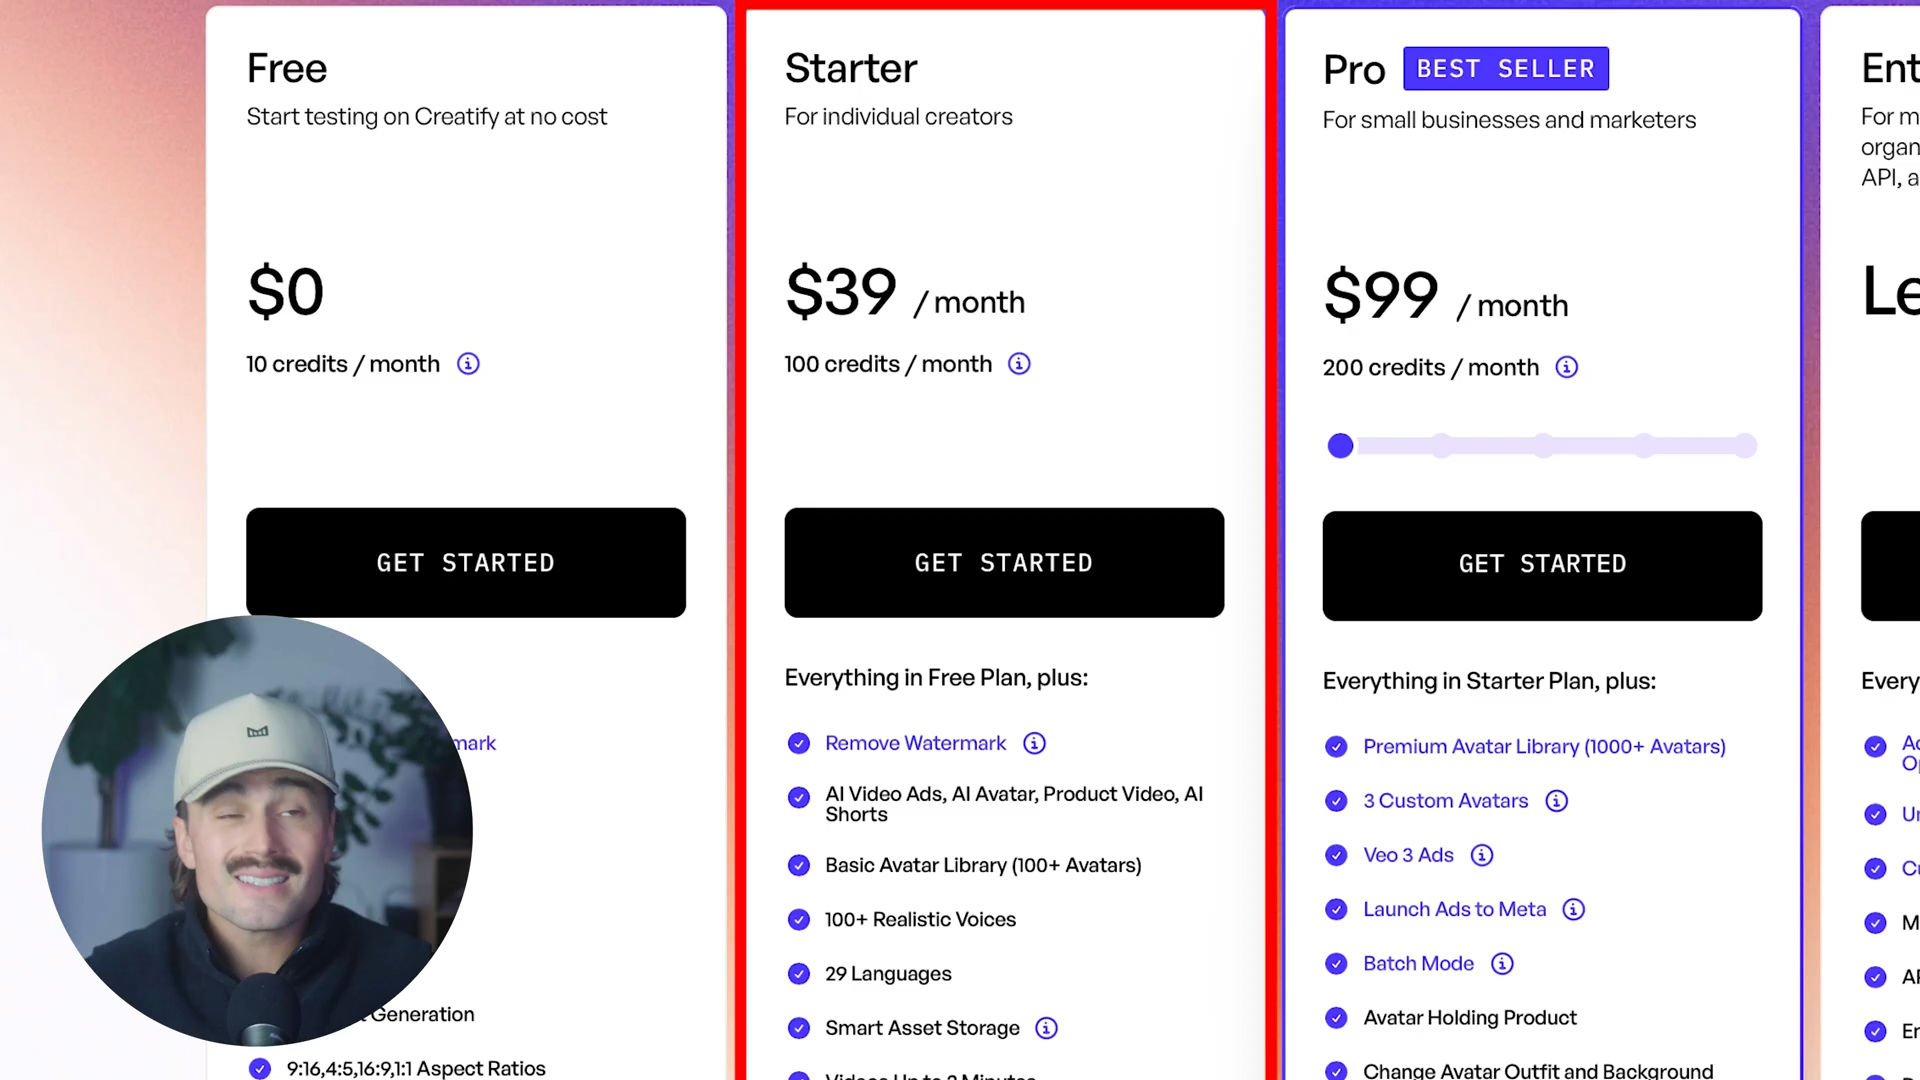 Free
Start testing on Creatify at no cost
$0
10 credits / month
GET STARTED
Generation
9:16,4:5,16:9,1:1 Aspect Ratios
Starter
For individual creators
$39 / month
100 credits / month
GET STARTED
Everything in Free Plan, plus:
Remove Watermark
AI Video Ads, AI Avatar, Product Video, AI
Shorts
Basic Avatar Library (100+ Avatars)
100+ Realistic Voices
29 Languages
Smart Asset Storage
Pro BEST SELLER
For small businesses and marketers
$99 / month
200 credits / month
GET STARTED
Everything in Starter Plan, plus:
Premium Avatar Library (1000+ Avatars)
3 Custom Avatars
Veo 3 Ads
Launch Ads to Meta
Batch Mode
Avatar Holding Product
Change Avatar Outfit and Background
Ent
For m
organ
API, a
Le
Every